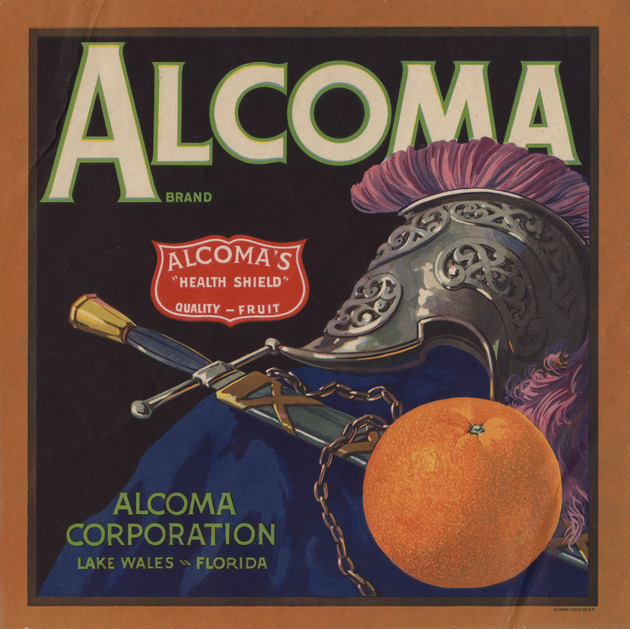 ALCOMA
BRAND
ALCOMA'S
"HEALTH SHIELD"
QUALITY – FRUIT
ALCOMA
CORPORATION
LAKE WALES ~ FLORIDA